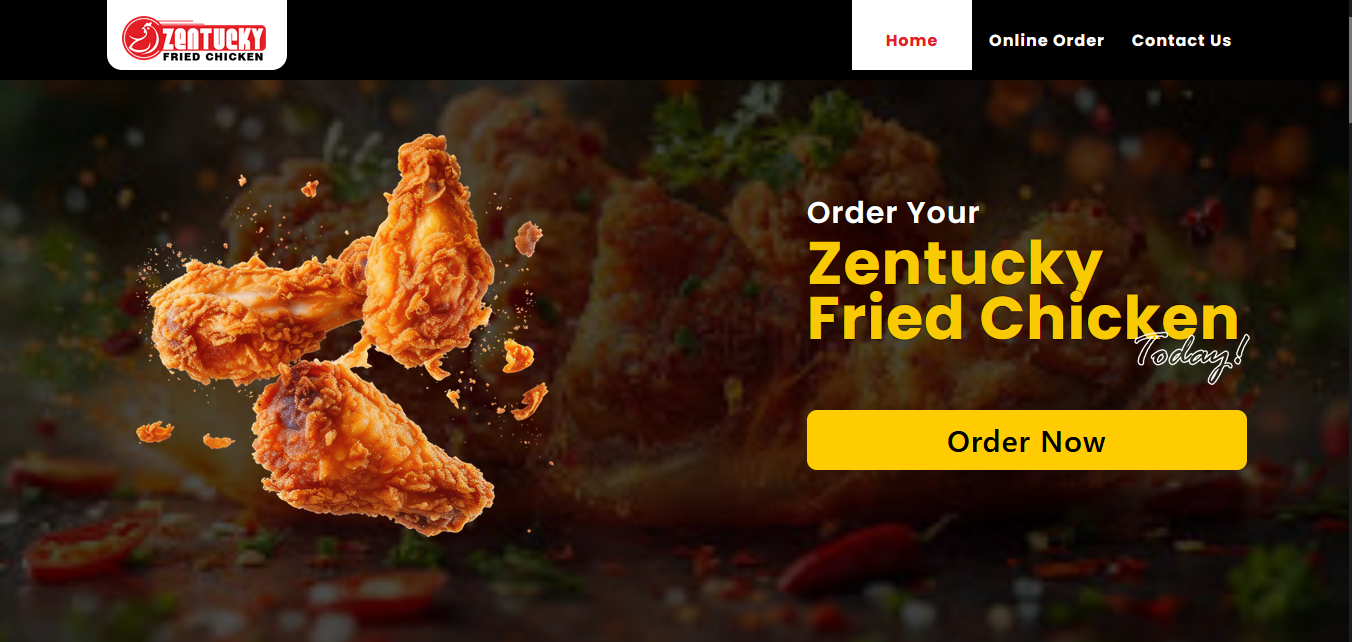 ZENTUCKY
FRIED CHICKEN
Home
Online Order
Contact Us
Order Your
Zentucky
Fried Chicken
Today!
Order Now